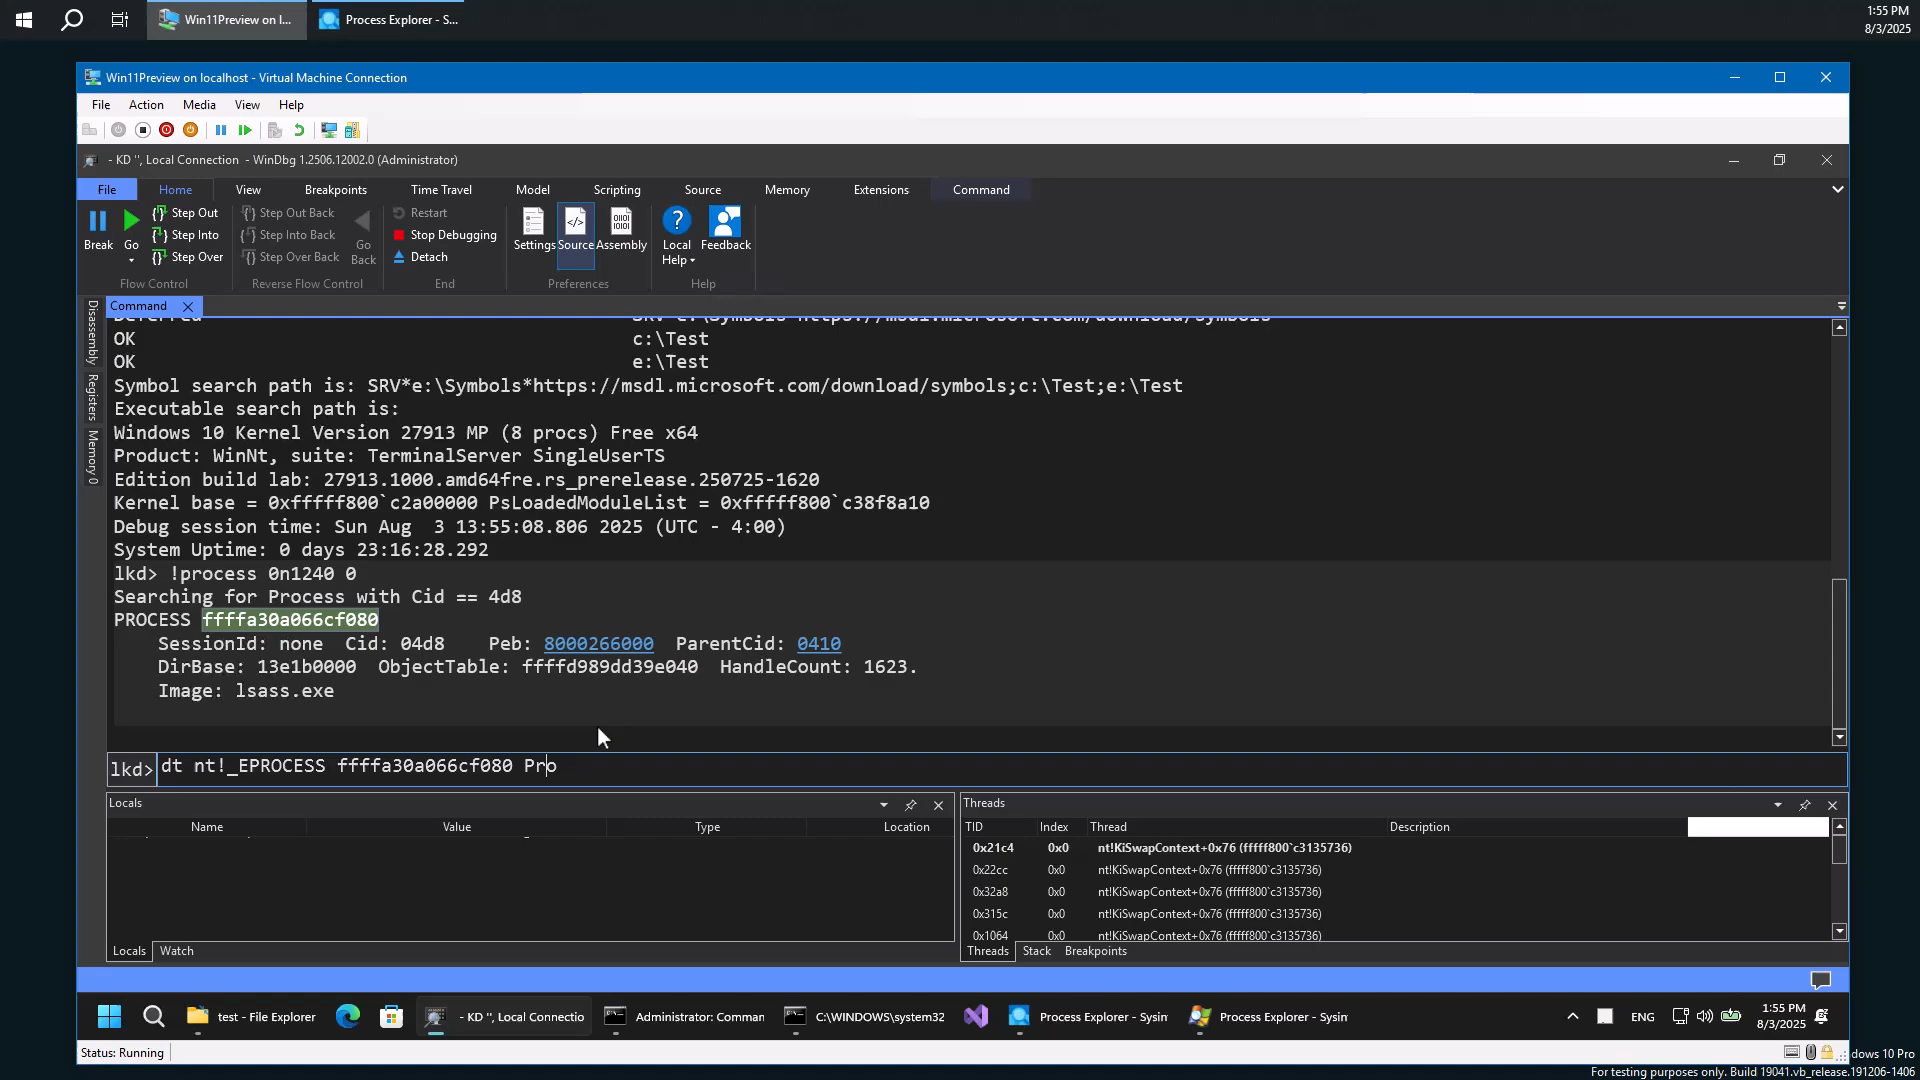 Win11Preview on l...
Process Explorer - S...
1:55 PM
8/3/2025
Win11Preview on localhost - Virtual Machine Connection
File Action Media View Help
- KD '', Local Connection - WinDbg 1.2506.12002.0 (Administrator)
File Home View Breakpoints Time Travel Model Scripting Source Memory Extensions Command
Break
Go
Step Out
Step Into
Step Over
Flow Control
Step Out Back
Step Into Back
Step Over Back
Go Back
Reverse Flow Control
Restart
Stop Debugging
Detach
End
Settings Source Assembly
Preferences
Local Help
Feedback
Help
Disassembly
Registers
Memory 0
Command
Deferred SRV*e:\Symbols*https://msdl.microsoft.com/download/symbols
OK c:\Test
OK e:\Test
Symbol search path is: SRV*e:\Symbols*https://msdl.microsoft.com/download/symbols;c:\Test;e:\Test
Executable search path is:
Windows 10 Kernel Version 27913 MP (8 procs) Free x64
Product: WinNt, suite: TerminalServer SingleUserTS
Edition build lab: 27913.1000.amd64fre.rs_prerelease.250725-1620
Kernel base = 0xfffff800`c2a00000 PsLoadedModuleList = 0xfffff800`c38f8a10
Debug session time: Sun Aug 3 13:55:08.806 2025 (UTC - 4:00)
System Uptime: 0 days 23:16:28.292
lkd> !process 0n1240 0
Searching for Process with Cid == 4d8
PROCESS ffffa30a066cf080
SessionId: none Cid: 04d8 Peb: 8000266000 ParentCid: 0410
DirBase: 13e1b0000 ObjectTable: ffffd989dd39e040 HandleCount: 1623.
Image: lsass.exe
lkd> dt nt!_EPROCESS ffffa30a066cf080 Pro
Locals
Name Value Type Location
Locals Watch
Threads
TID Index Thread Description
0x21c4 0x0 nt!KiSwapContext+0x76 (fffff800`c3135736)
0x22cc 0x0 nt!KiSwapContext+0x76 (fffff800`c3135736)
0x32a8 0x0 nt!KiSwapContext+0x76 (fffff800`c3135736)
0x315c 0x0 nt!KiSwapContext+0x76 (fffff800`c3135736)
0x1064 0x0 nt!KiSwapContext+0x76 (fffff800`c3135736)
Threads Stack Breakpoints
test - File Explorer
- KD '', Local Connectio
Administrator: Comman
C:\WINDOWS\system32
Process Explorer - Sysin
Process Explorer - Sysin
ENG
1:55 PM
8/3/2025
Status: Running
dows 10 Pro
For testing purposes only. Build 19041.vb_release.191206-1406